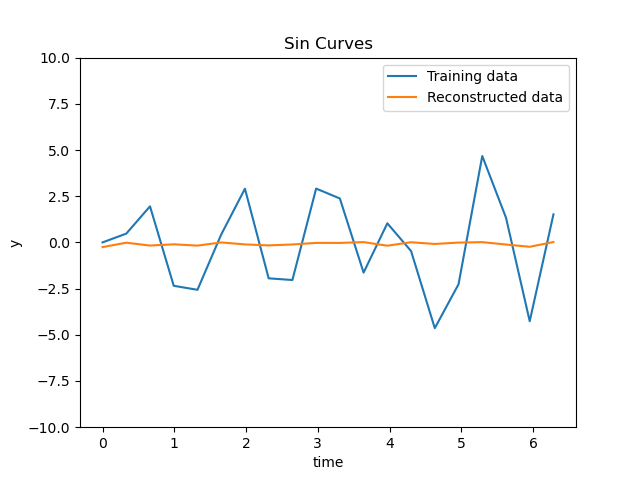 Sin Curves
10.0
7.5
5.0
2.5
0.0
−2.5
−5.0
−7.5
−10.0
y
Training data
Reconstructed data
0 1 2 3 4 5 6
time